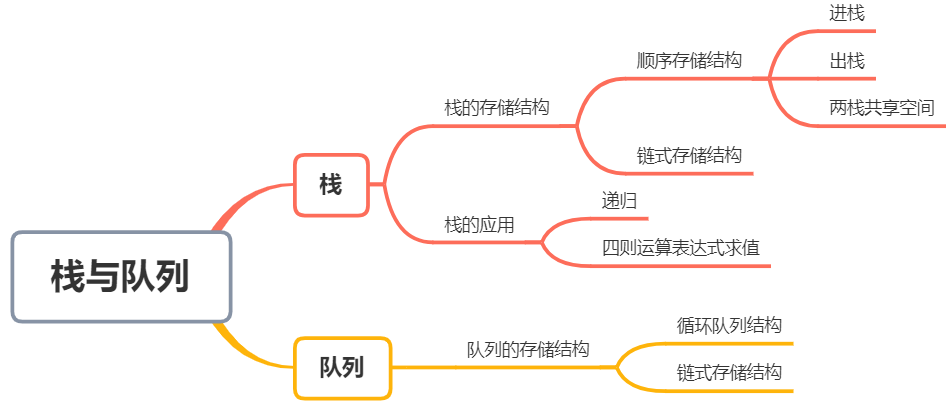 进栈
顺序存储结构
出栈
栈的存储结构
两栈共享空间
链式存储结构
栈
递归
栈的应用
四则运算表达式求值
栈与队列
循环队列结构
队列的存储结构
队列
链式存储结构